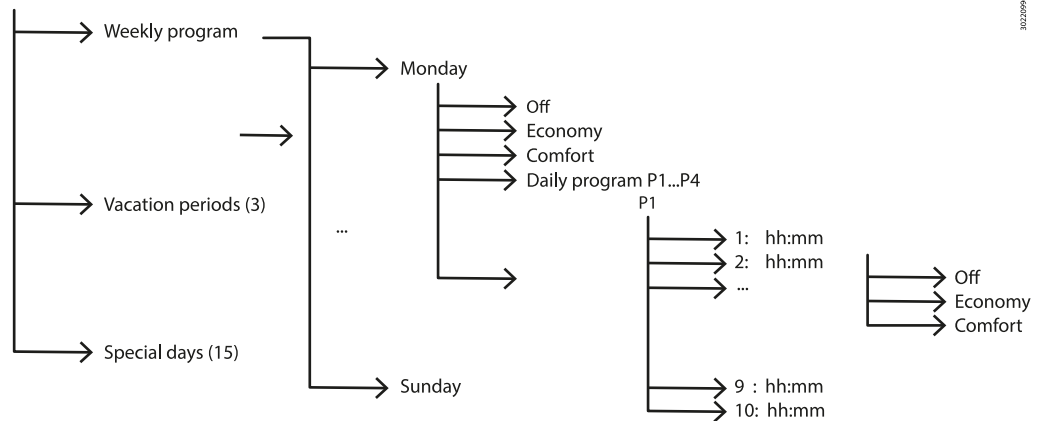 3022099
Weekly program
Monday
Off
Economy
Comfort
Daily program P1...P4
P1
Vacation periods (3)
...
1: hh:mm
2: hh:mm
...
Off
Economy
Comfort
Special days (15)
Sunday
9 : hh:mm
10: hh:mm